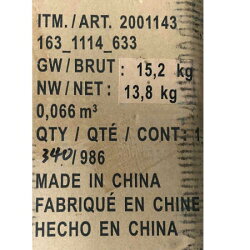 ITM. / ART. 2001143
163_1114_633
GW / BRUT : 15,2 kg
NW / NET : 13,8 kg
0,066 m³
QTY / QTÉ / CONT : 1
340/986
MADE IN CHINA
FABRIQUÉ EN CHINE
HECHO EN CHINA